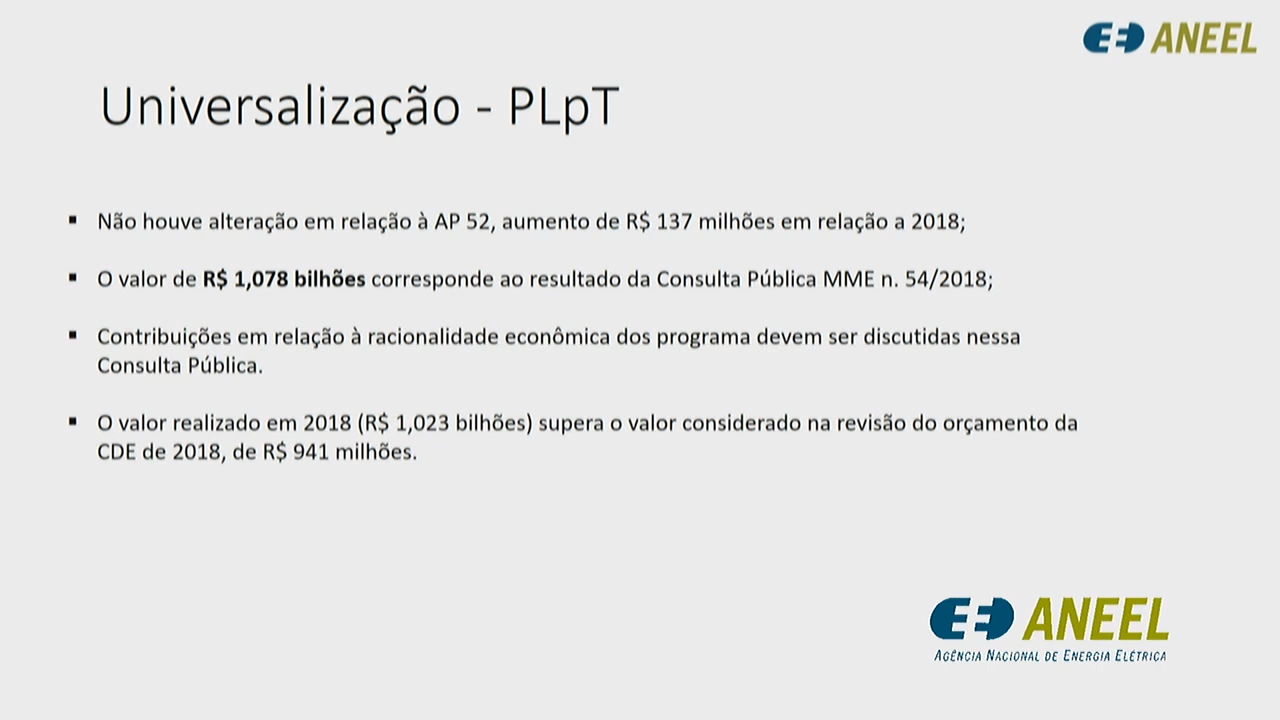 ANEEL
Universalização - PLpT
▪ Não houve alteração em relação à AP 52, aumento de R$ 137 milhões em relação a 2018;
▪ O valor de R$ 1,078 bilhões corresponde ao resultado da Consulta Pública MME n. 54/2018;
▪ Contribuições em relação à racionalidade econômica dos programa devem ser discutidas nessa
Consulta Pública.
▪ O valor realizado em 2018 (R$ 1,023 bilhões) supera o valor considerado na revisão do orçamento da
CDE de 2018, de R$ 941 milhões.
ANEEL
AGÊNCIA NACIONAL DE ENERGIA ELÉTRICA